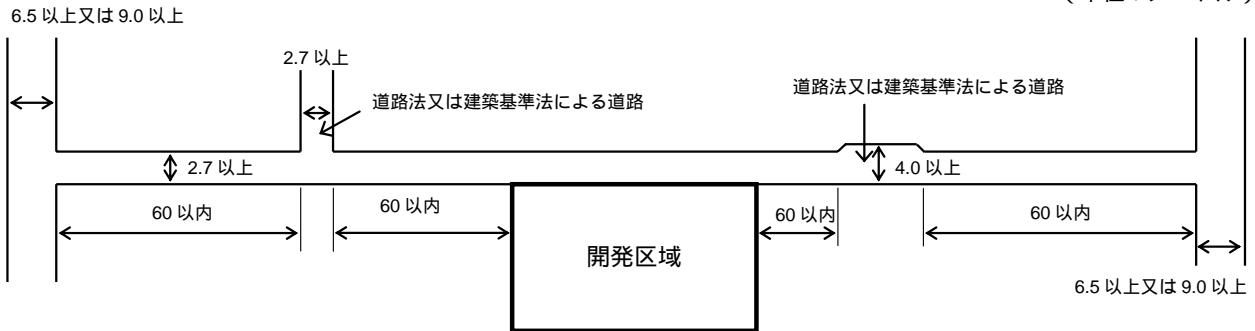 6.5 以上又は 9.0 以上
2.7 以上
道路法又は建築基準法による道路
道路法又は建築基準法による道路
2.7 以上
4.0 以上
60 以内
60 以内
60 以内
60 以内
開発区域
6.5 以上又は 9.0 以上